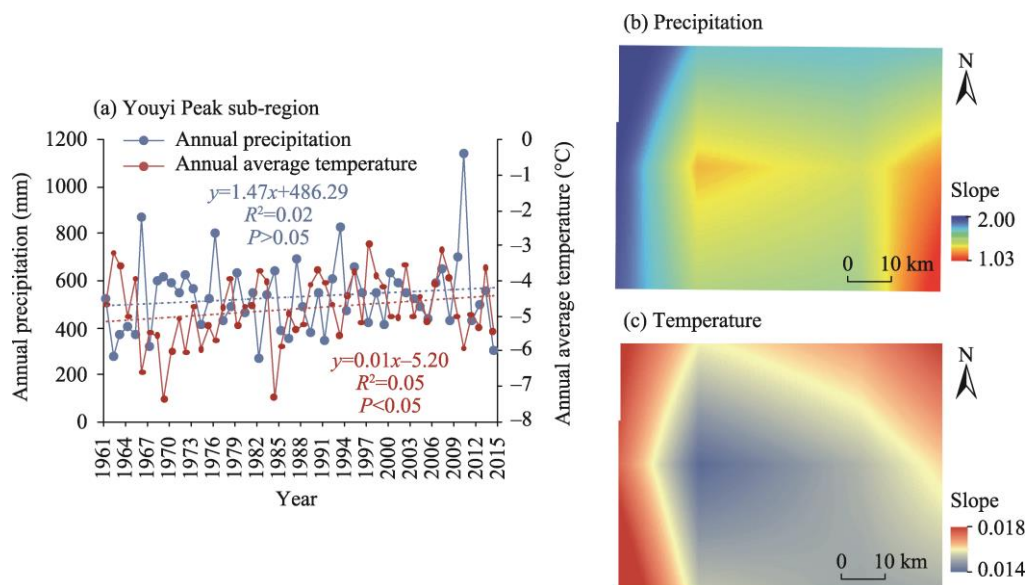 (a) Youyi Peak sub-region
1200
1000
800
600
400
200
0
Annual precipitation (mm)
Annual precipitation
Annual average temperature
y=1.47x+486.29
R²=0.02
P>0.05
y=0.01x–5.20
R²=0.05
P<0.05
0
–1
–2
–3
–4
–5
–6
–7
–8
Annual average temperature (°C)
1961
1964
1967
1970
1973
1976
1979
1982
1985
1988
1991
1994
1997
2000
2003
2006
2009
2012
2015
Year
(b) Precipitation
N
Slope
2.00
1.03
0 10 km
(c) Temperature
N
Slope
0.018
0.014
0 10 km